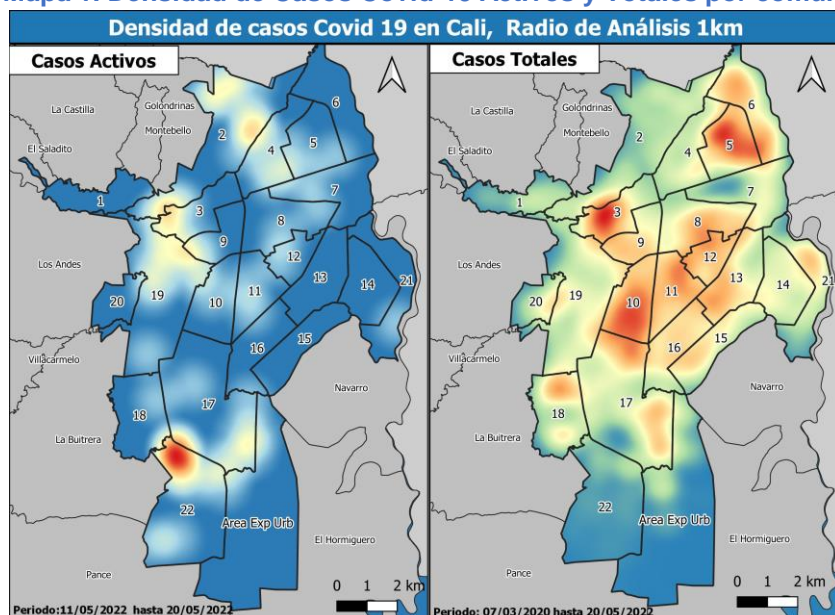 Densidad de casos Covid 19 en Cali, Radio de Análisis 1km
Casos Activos
La Castilla
Golondrinas
Montebello
El Saladito
Los Andes
Villacarmelo
La Buitrera
Pance
Navarro
El Hormiguero
Area Exp Urb
1
2
3
4
5
6
7
8
9
10
11
12
13
14
15
16
17
18
19
20
21
22
0 1 2 km
Periodo:11/05/2022 hasta 20/05/2022
Casos Totales
La Castilla
Golondrinas
Montebello
El Saladito
Los Andes
Villacarmelo
La Buitrera
Pance
Navarro
El Hormiguero
Area Exp Urb
1
2
3
4
5
6
7
8
9
10
11
12
13
14
15
16
17
18
19
20
21
22
0 1 2 km
Periodo: 07/03/2020 hasta 20/05/2022